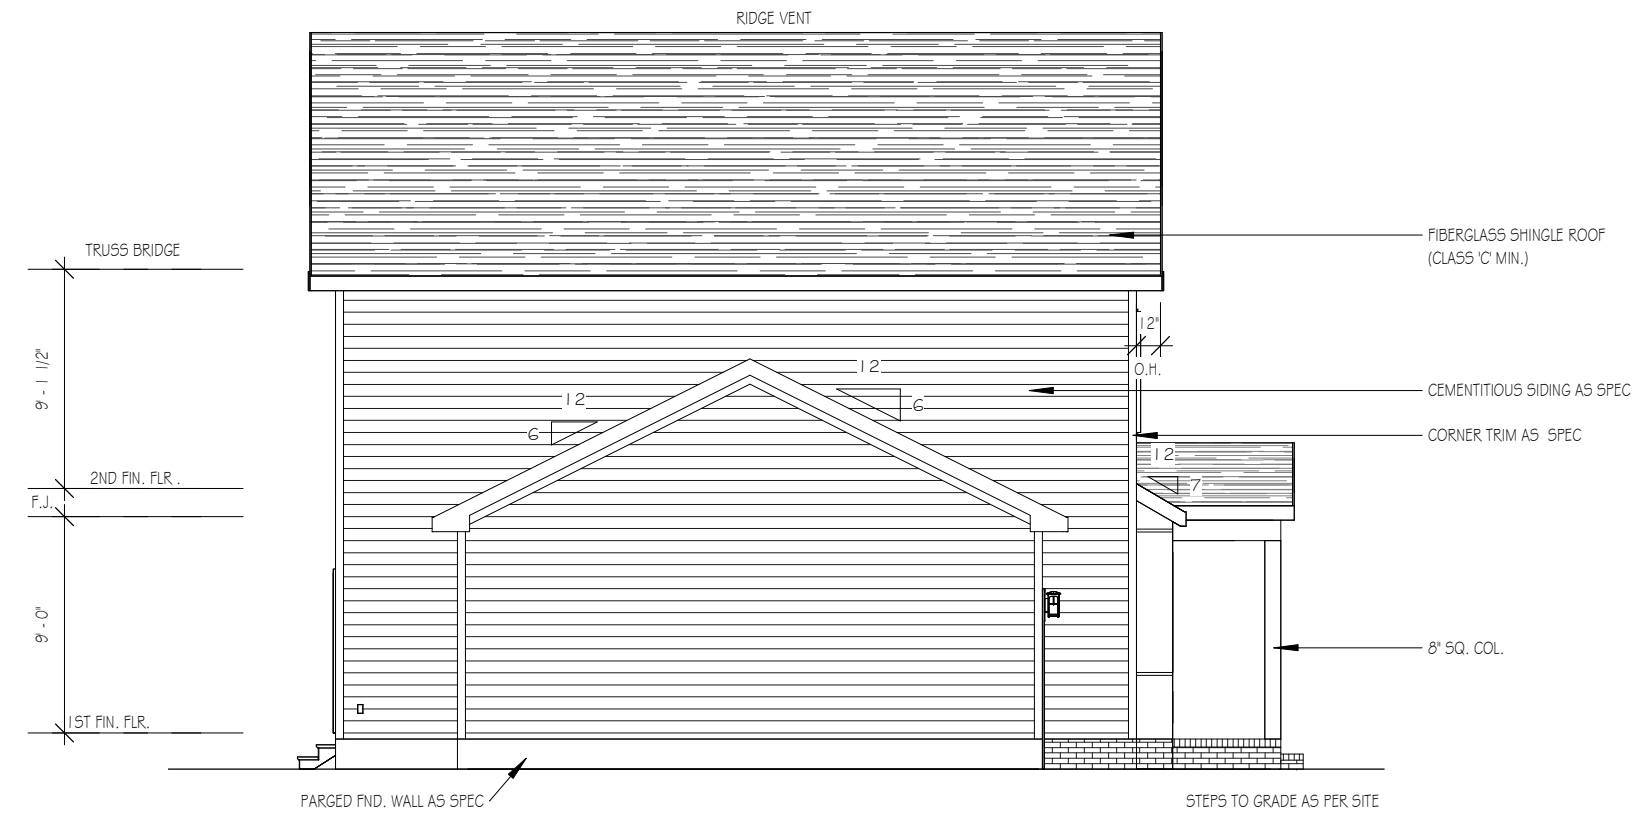 RIDGE VENT
TRUSS BRIDGE
FIBERGLASS SHINGLE ROOF
(CLASS 'C' MIN.)
12"
O.H.
9' - 1 1/2"
12
6
12
6
CEMENTITIOUS SIDING AS SPEC
CORNER TRIM AS SPEC
12
7
2ND FIN. FLR .
F.J.
9' - 0"
8" SQ. COL.
1ST FIN. FLR.
PARGED FND. WALL AS SPEC
STEPS TO GRADE AS PER SITE